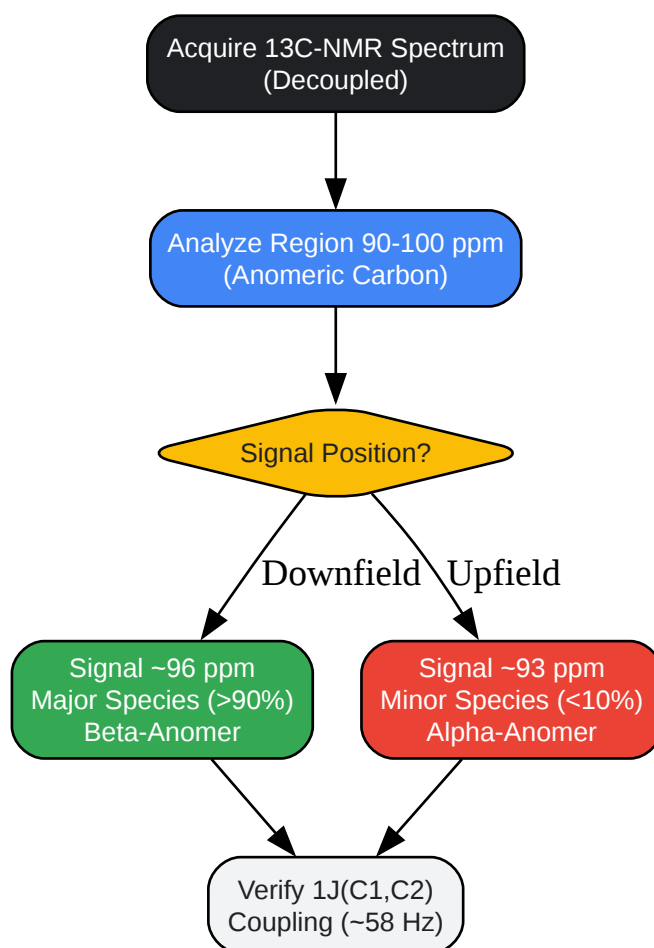 Acquire 13C-NMR Spectrum
(Decoupled)
Analyze Region 90-100 ppm
(Anomeric Carbon)
Signal Position?
Downfield
Upfield
Signal ~96 ppm
Major Species (>90%)
Beta-Anomer
Signal ~93 ppm
Minor Species (<10%)
Alpha-Anomer
Verify 1J(C1,C2)
Coupling (~58 Hz)